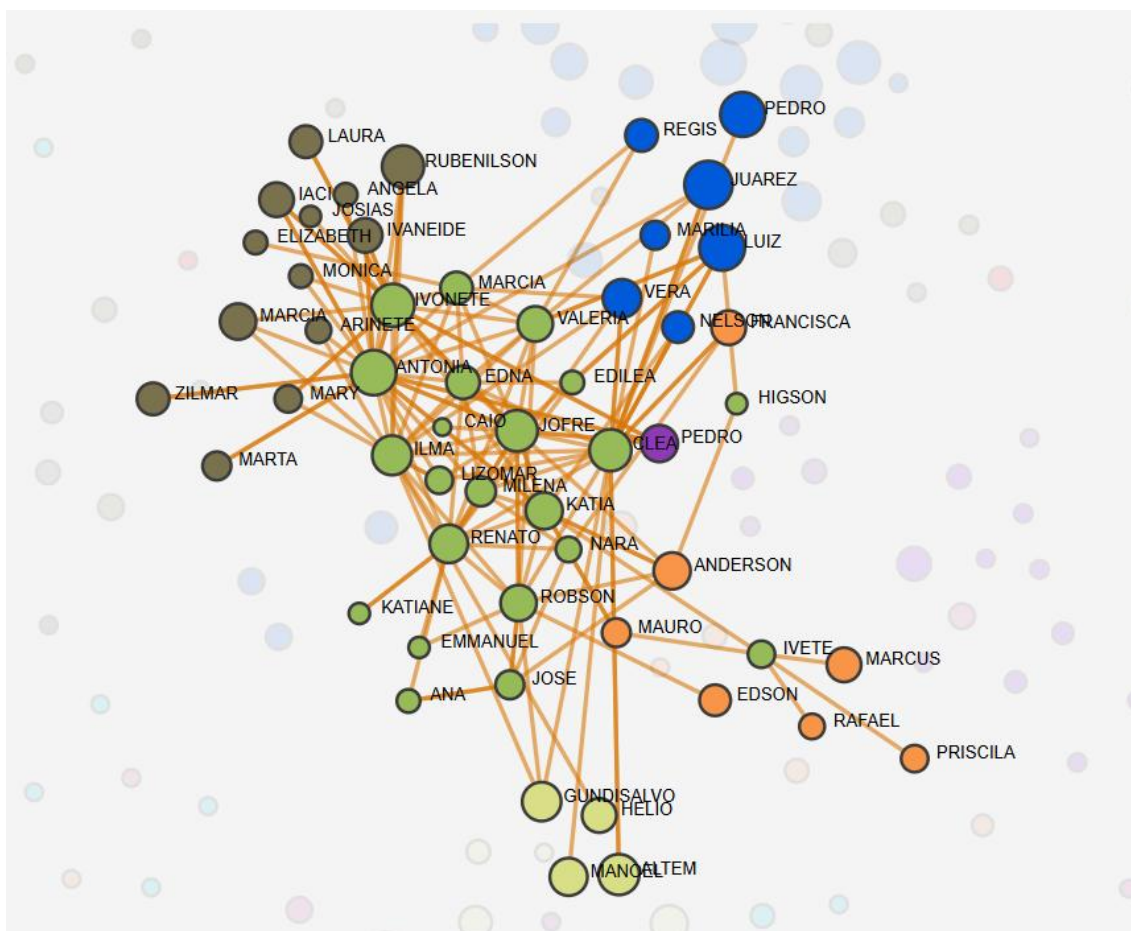 PEDRO
REGIS
LAURA
RUBENILSON
JUAREZ
IACI
ANGELA
JOSIAS
IVANEIDE
ELIZABETH
MARILIA
LUIZ
MONICA
MARCIA
VERA
IVONETE
MARCIA
ARINETE
VALERIA
NELSON
FRANCISCA
ANTONIA
EDNA
EDILEA
ZILMAR
MARY
HIGSON
CAIO
JOFRE
ILMA
CLEA
PEDRO
MARTA
LIZOMAR
MILENA
KATIA
RENATO
NARA
ANDERSON
KATIANE
ROBSON
EMMANUEL
MAURO
IVETE
MARCUS
ANA
JOSE
EDSON
RAFAEL
PRISCILA
GUNDISALVO
HELIO
MANOEL
ALTEM